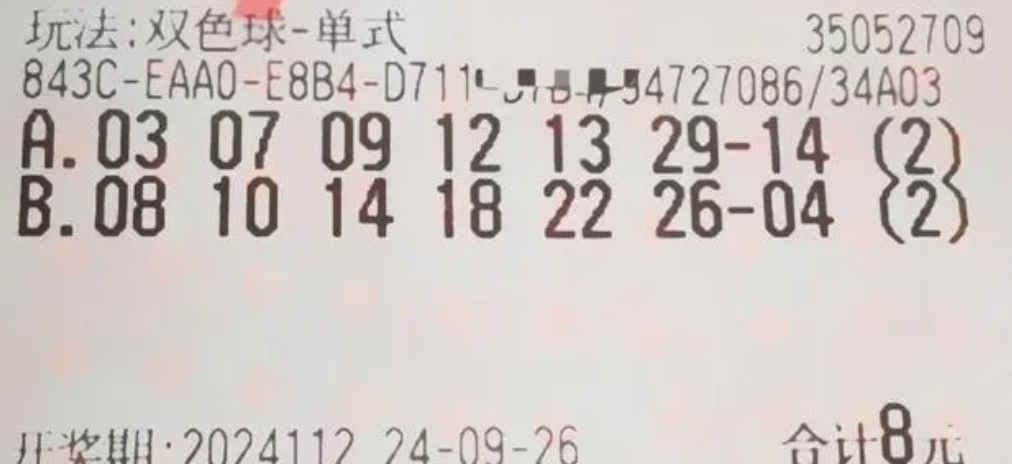 玩法:双色球-单式 35052709
843C-EAA0-E8B4-D711 4727086/34A03
A. 03 07 09 12 13 29-14 (2)
B. 08 10 14 18 22 26-04 (2)
开奖期:2024112 24-09-26 合计8元